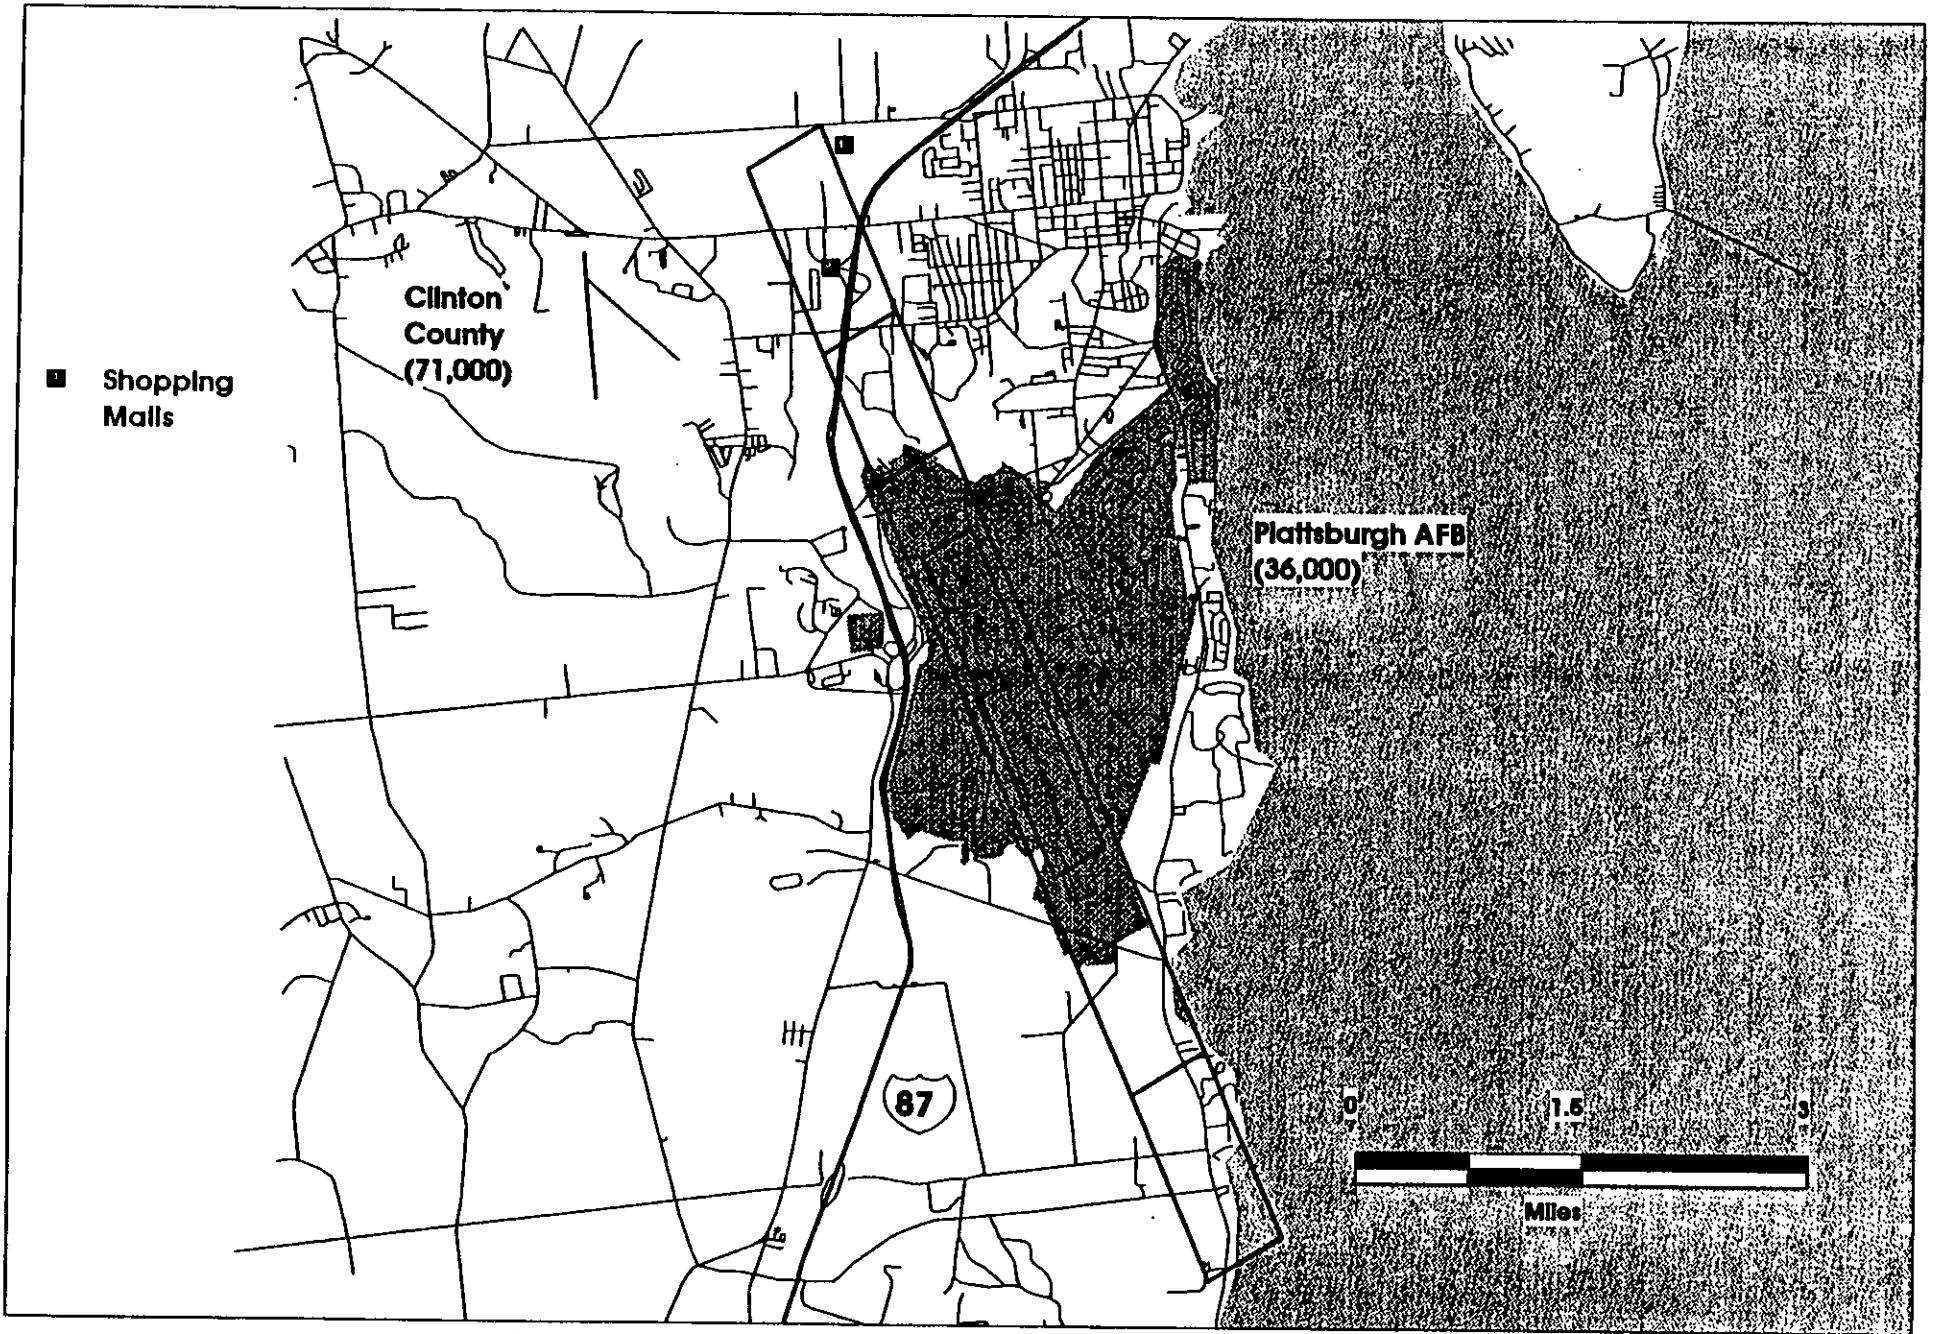 Clinton
County
(71,000)
Shopping
Malls
Plattsburgh AFB
(36,000)
87
0 1.5 3
Miles